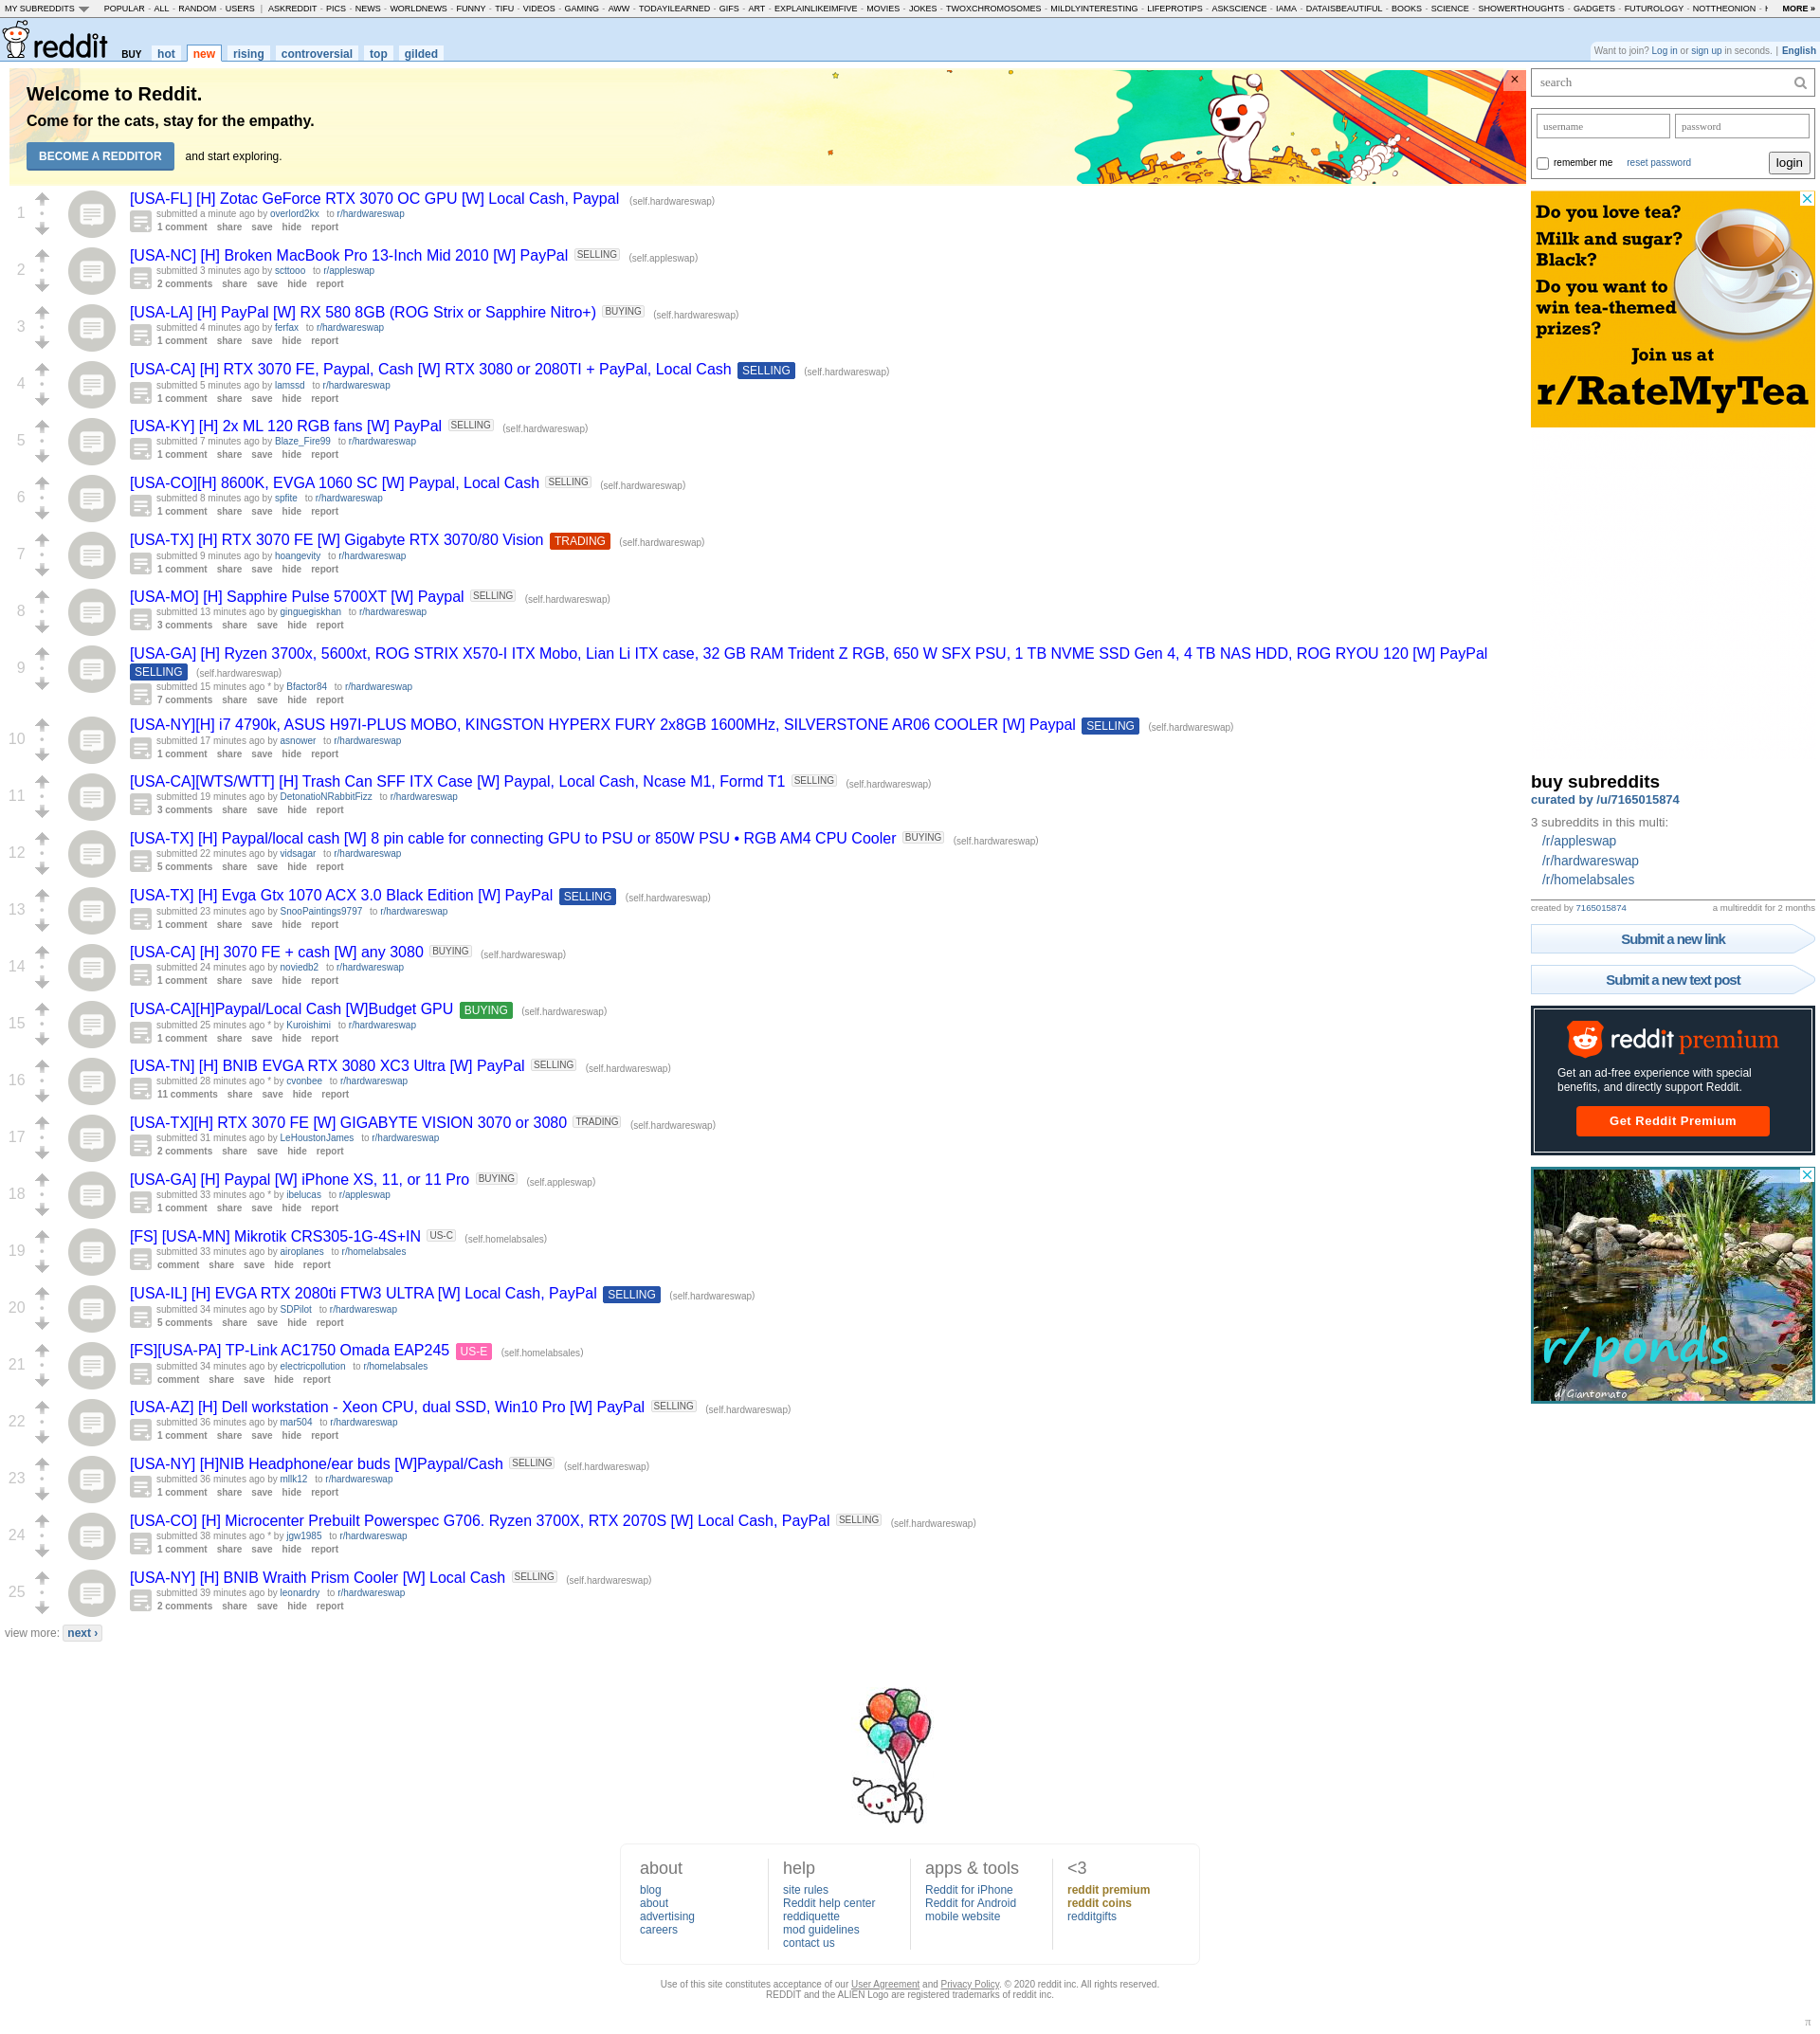 MY SUBREDDITS POPULAR - ALL - RANDOM - USERS | ASKREDDIT - PICS - NEWS - WORLDNEWS - FUNNY - TIFU - VIDEOS - GAMING - AWW - TODAYILEARNED - GIFS - ART - EXPLAINLIKEIMFIVE - MOVIES - JOKES - TWOXCHROMOSOMES - MILDLYINTERESTING - LIFEPROTIPS - ASKSCIENCE - IAMA - DATAISBEAUTIFUL - BOOKS - SCIENCE - SHOWERTHOUGHTS - GADGETS - FUTUROLOGY - NOTTHEONION - MORE »
reddit BUY hot new rising controversial top gilded
Want to join? Log in or sign up in seconds. | English
Welcome to Reddit.
Come for the cats, stay for the empathy.
BECOME A REDDITOR and start exploring.
×
1
[USA-FL] [H] Zotac GeForce RTX 3070 OC GPU [W] Local Cash, Paypal (self.hardwareswap)
submitted a minute ago by overlord2kx to r/hardwareswap
1 comment share save hide report
2
[USA-NC] [H] Broken MacBook Pro 13-Inch Mid 2010 [W] PayPal SELLING (self.appleswap)
submitted 3 minutes ago by scttooo to r/appleswap
2 comments share save hide report
3
[USA-LA] [H] PayPal [W] RX 580 8GB (ROG Strix or Sapphire Nitro+) BUYING (self.hardwareswap)
submitted 4 minutes ago by ferfax to r/hardwareswap
1 comment share save hide report
4
[USA-CA] [H] RTX 3070 FE, Paypal, Cash [W] RTX 3080 or 2080TI + PayPal, Local Cash SELLING (self.hardwareswap)
submitted 5 minutes ago by lamssd to r/hardwareswap
1 comment share save hide report
5
[USA-KY] [H] 2x ML 120 RGB fans [W] PayPal SELLING (self.hardwareswap)
submitted 7 minutes ago by Blaze_Fire99 to r/hardwareswap
1 comment share save hide report
6
[USA-CO][H] 8600K, EVGA 1060 SC [W] Paypal, Local Cash SELLING (self.hardwareswap)
submitted 8 minutes ago by spfite to r/hardwareswap
1 comment share save hide report
7
[USA-TX] [H] RTX 3070 FE [W] Gigabyte RTX 3070/80 Vision TRADING (self.hardwareswap)
submitted 9 minutes ago by hoangevity to r/hardwareswap
1 comment share save hide report
8
[USA-MO] [H] Sapphire Pulse 5700XT [W] Paypal SELLING (self.hardwareswap)
submitted 13 minutes ago by ginguegiskhan to r/hardwareswap
3 comments share save hide report
9
[USA-GA] [H] Ryzen 3700x, 5600xt, ROG STRIX X570-I ITX Mobo, Lian Li ITX case, 32 GB RAM Trident Z RGB, 650 W SFX PSU, 1 TB NVME SSD Gen 4, 4 TB NAS HDD, ROG RYOU 120 [W] PayPal
SELLING (self.hardwareswap)
submitted 15 minutes ago * by Bfactor84 to r/hardwareswap
7 comments share save hide report
10
[USA-NY][H] i7 4790k, ASUS H97I-PLUS MOBO, KINGSTON HYPERX FURY 2x8GB 1600MHz, SILVERSTONE AR06 COOLER [W] Paypal SELLING (self.hardwareswap)
submitted 17 minutes ago by asnower to r/hardwareswap
1 comment share save hide report
11
[USA-CA][WTS/WTT] [H] Trash Can SFF ITX Case [W] Paypal, Local Cash, Ncase M1, Formd T1 SELLING (self.hardwareswap)
submitted 19 minutes ago by DetonatioNRabbitFizz to r/hardwareswap
3 comments share save hide report
12
[USA-TX] [H] Paypal/local cash [W] 8 pin cable for connecting GPU to PSU or 850W PSU • RGB AM4 CPU Cooler BUYING (self.hardwareswap)
submitted 22 minutes ago by vidsagar to r/hardwareswap
5 comments share save hide report
13
[USA-TX] [H] Evga Gtx 1070 ACX 3.0 Black Edition [W] PayPal SELLING (self.hardwareswap)
submitted 23 minutes ago by SnooPaintings9797 to r/hardwareswap
1 comment share save hide report
14
[USA-CA] [H] 3070 FE + cash [W] any 3080 BUYING (self.hardwareswap)
submitted 24 minutes ago by noviedb2 to r/hardwareswap
1 comment share save hide report
15
[USA-CA][H]Paypal/Local Cash [W]Budget GPU BUYING (self.hardwareswap)
submitted 25 minutes ago * by Kuroishimi to r/hardwareswap
1 comment share save hide report
16
[USA-TN] [H] BNIB EVGA RTX 3080 XC3 Ultra [W] PayPal SELLING (self.hardwareswap)
submitted 28 minutes ago * by cvonbee to r/hardwareswap
11 comments share save hide report
17
[USA-TX][H] RTX 3070 FE [W] GIGABYTE VISION 3070 or 3080 TRADING (self.hardwareswap)
submitted 31 minutes ago by LeHoustonJames to r/hardwareswap
2 comments share save hide report
18
[USA-GA] [H] Paypal [W] iPhone XS, 11, or 11 Pro BUYING (self.appleswap)
submitted 33 minutes ago * by ibelucas to r/appleswap
1 comment share save hide report
19
[FS] [USA-MN] Mikrotik CRS305-1G-4S+IN US-C (self.homelabsales)
submitted 33 minutes ago by airoplanes to r/homelabsales
comment share save hide report
20
[USA-IL] [H] EVGA RTX 2080ti FTW3 ULTRA [W] Local Cash, PayPal SELLING (self.hardwareswap)
submitted 34 minutes ago by SDPilot to r/hardwareswap
5 comments share save hide report
21
[FS][USA-PA] TP-Link AC1750 Omada EAP245 US-E (self.homelabsales)
submitted 34 minutes ago by electricpollution to r/homelabsales
comment share save hide report
22
[USA-AZ] [H] Dell workstation - Xeon CPU, dual SSD, Win10 Pro [W] PayPal SELLING (self.hardwareswap)
submitted 36 minutes ago by mar504 to r/hardwareswap
1 comment share save hide report
23
[USA-NY] [H]NIB Headphone/ear buds [W]Paypal/Cash SELLING (self.hardwareswap)
submitted 36 minutes ago by mllk12 to r/hardwareswap
1 comment share save hide report
24
[USA-CO] [H] Microcenter Prebuilt Powerspec G706. Ryzen 3700X, RTX 2070S [W] Local Cash, PayPal SELLING (self.hardwareswap)
submitted 38 minutes ago * by jgw1985 to r/hardwareswap
1 comment share save hide report
25
[USA-NY] [H] BNIB Wraith Prism Cooler [W] Local Cash SELLING (self.hardwareswap)
submitted 39 minutes ago by leonardry to r/hardwareswap
2 comments share save hide report
view more: next ›
search
username password
remember me reset password login
Do you love tea?
Milk and sugar?
Black?
Do you want to
win tea-themed
prizes?
Join us at
r/RateMyTea
buy subreddits
curated by /u/7165015874
3 subreddits in this multi:
/r/appleswap
/r/hardwareswap
/r/homelabsales
created by 7165015874 a multireddit for 2 months
Submit a new link
Submit a new text post
reddit premium
Get an ad-free experience with special
benefits, and directly support Reddit.
Get Reddit Premium
r/ponds
u/Giantomato
about
blog
about
advertising
careers
help
site rules
Reddit help center
reddiquette
mod guidelines
contact us
apps & tools
Reddit for iPhone
Reddit for Android
mobile website
<3
reddit premium
reddit coins
redditgifts
Use of this site constitutes acceptance of our User Agreement and Privacy Policy. © 2020 reddit inc. All rights reserved.
REDDIT and the ALIEN Logo are registered trademarks of reddit inc.
π